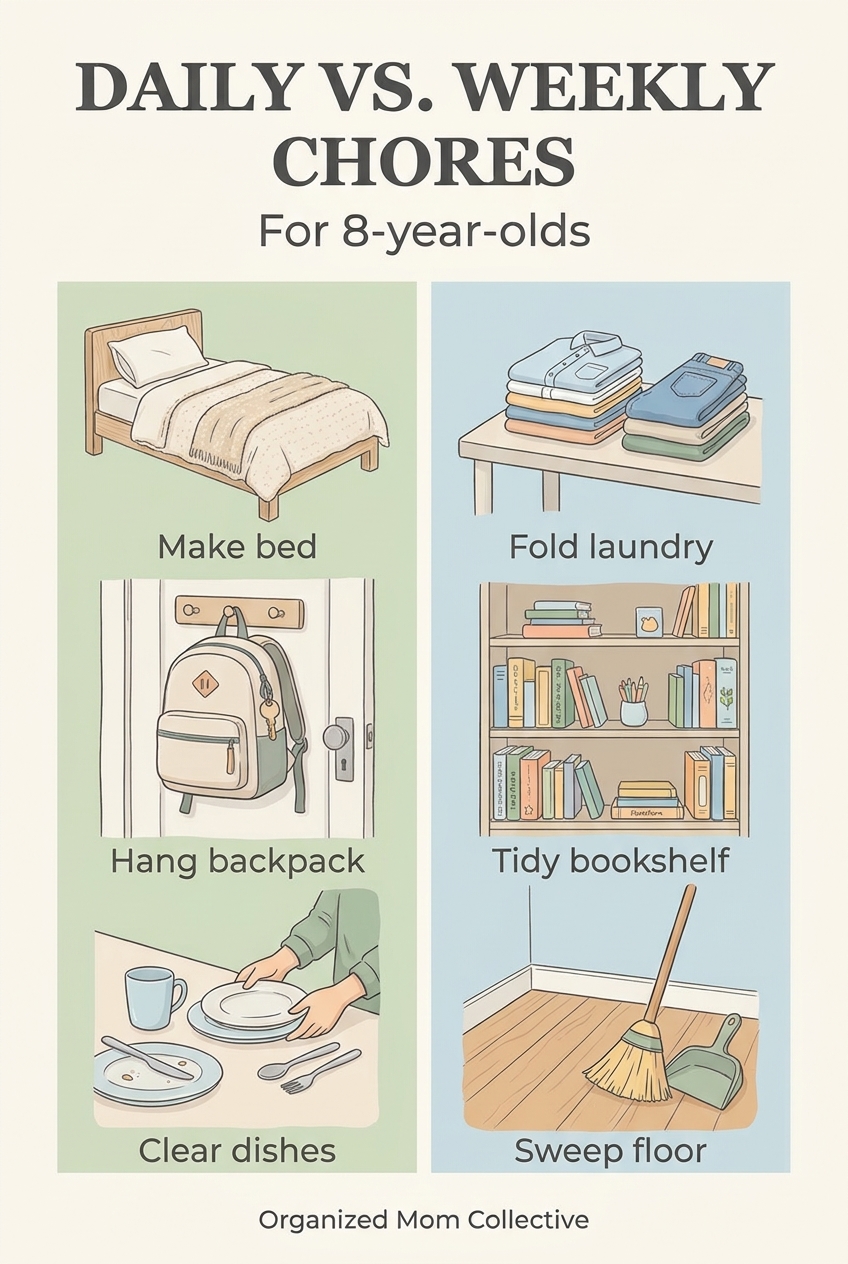 DAILY VS. WEEKLY
CHORES
For 8-year-olds
Make bed
Fold laundry
Hang backpack
Tidy bookshelf
Clear dishes
Sweep floor
Organized Mom Collective